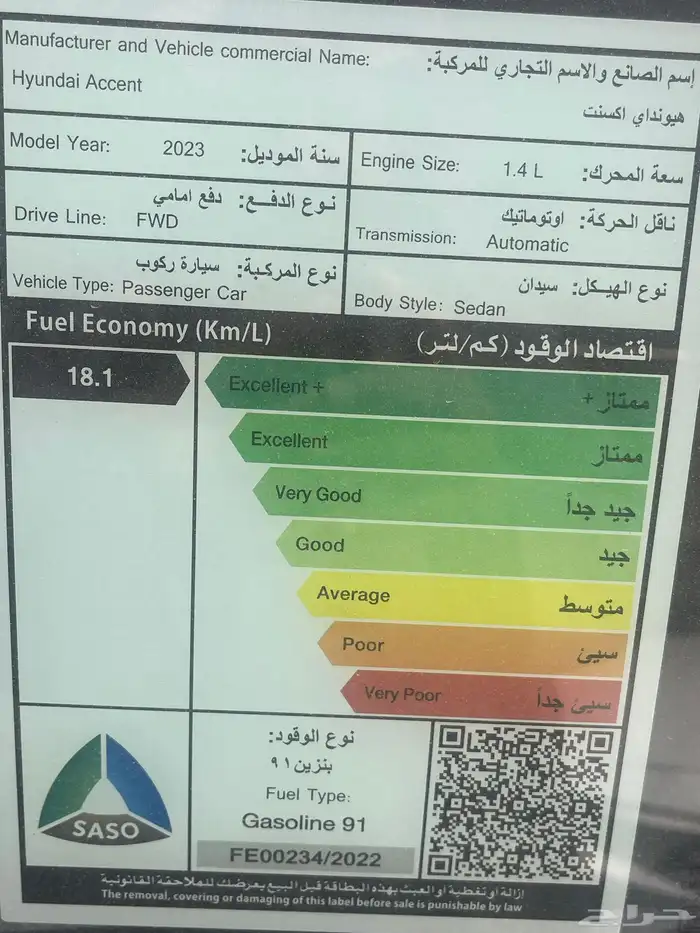 Manufacturer and Vehicle commercial Name:
إسم الصانع والاسم التجاري للمركبة:
Hyundai Accent
هيونداي اكسنت
Model Year: 2023 سنة الموديل:
Engine Size: 1.4 L سعة المحرك:
نوع الدفـــع: دفع امامي
Drive Line: FWD
ناقل الحركة: اوتوماتيك
Transmission: Automatic
نوع المركبة: سيارة ركوب
Vehicle Type: Passenger Car
نوع الهيكل: سيدان
Body Style: Sedan
Fuel Economy (Km/L)
اقتصاد الوقود (كم/لتر)
18.1
Excellent + ممتاز +
Excellent ممتاز
Very Good جيد جداً
Good جيد
Average متوسط
Poor سيئ
Very Poor سيئ جداً
SASO
نوع الوقود:
بنزين ٩١
Fuel Type:
Gasoline 91
FE00234/2022
إزالة أو تغطية أو العبث بهذه البطاقة قبل البيع يعرضك للملاحقة القانونية
The removal, covering or damaging of this label before sale is punishable by law
حراج